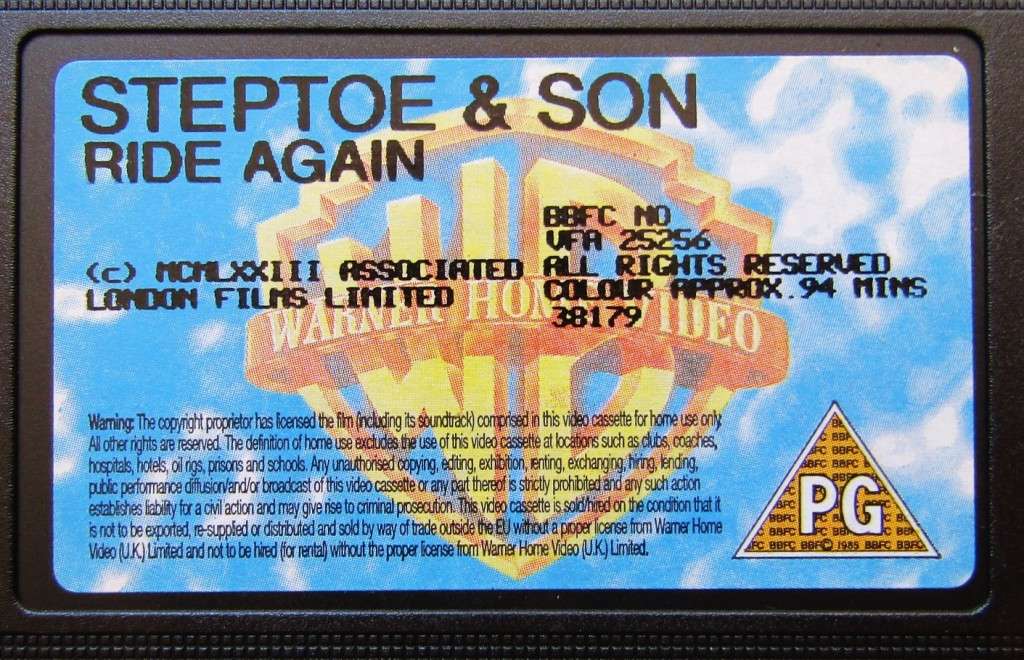 STEPTOE & SON
RIDE AGAIN
(c) MCMLXXIII ASSOCIATED
LONDON FILMS LIMITED
BBFC NO
VFA 25256
ALL RIGHTS RESERVED
COLOUR APPROX.94 MINS
38179
WARNER HOME VIDEO
Warning: The copyright proprietor has licensed the film (including its soundtrack) comprised in this video cassette for home use only.
All other rights are reserved. The definition of home use excludes the use of this video cassette at locations such as clubs, coaches,
hospitals, hotels, oil rigs, prisons and schools. Any unauthorised copying, editing, exhibition, renting, exchanging, hiring, lending,
public performance diffusion/and/or broadcast of this video cassette or any part thereof is strictly prohibited and any such action
establishes liability for a civil action and may give rise to criminal prosecution. This video cassette is sold/hired on the condition that it
is not to be exported, re-supplied or distributed and sold by way of trade outside the EU without a proper license from Warner Home
Video (U.K.) Limited and not to be hired (for rental) without the proper license from Warner Home Video (U.K.) Limited.
PG
BBFC © 1985 BBFC BBFC